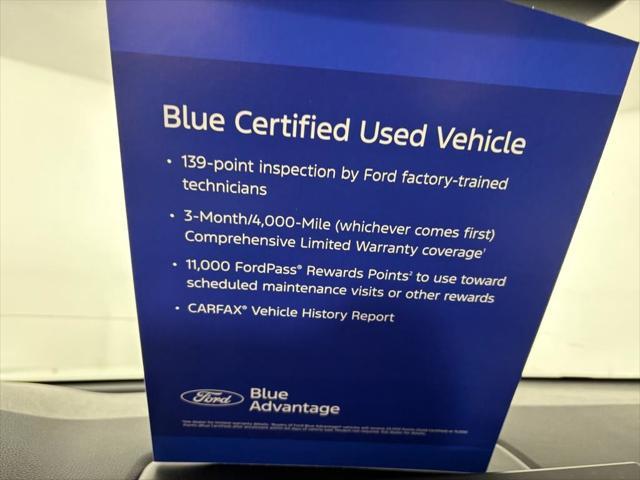 Blue Certified Used Vehicle
• 139-point inspection by Ford factory-trained
technicians
• 3-Month/4,000-Mile (whichever comes first)
Comprehensive Limited Warranty coverage¹
• 11,000 FordPass® Rewards Points² to use toward
scheduled maintenance visits or other rewards
• CARFAX® Vehicle History Report
Ford
Blue
Advantage